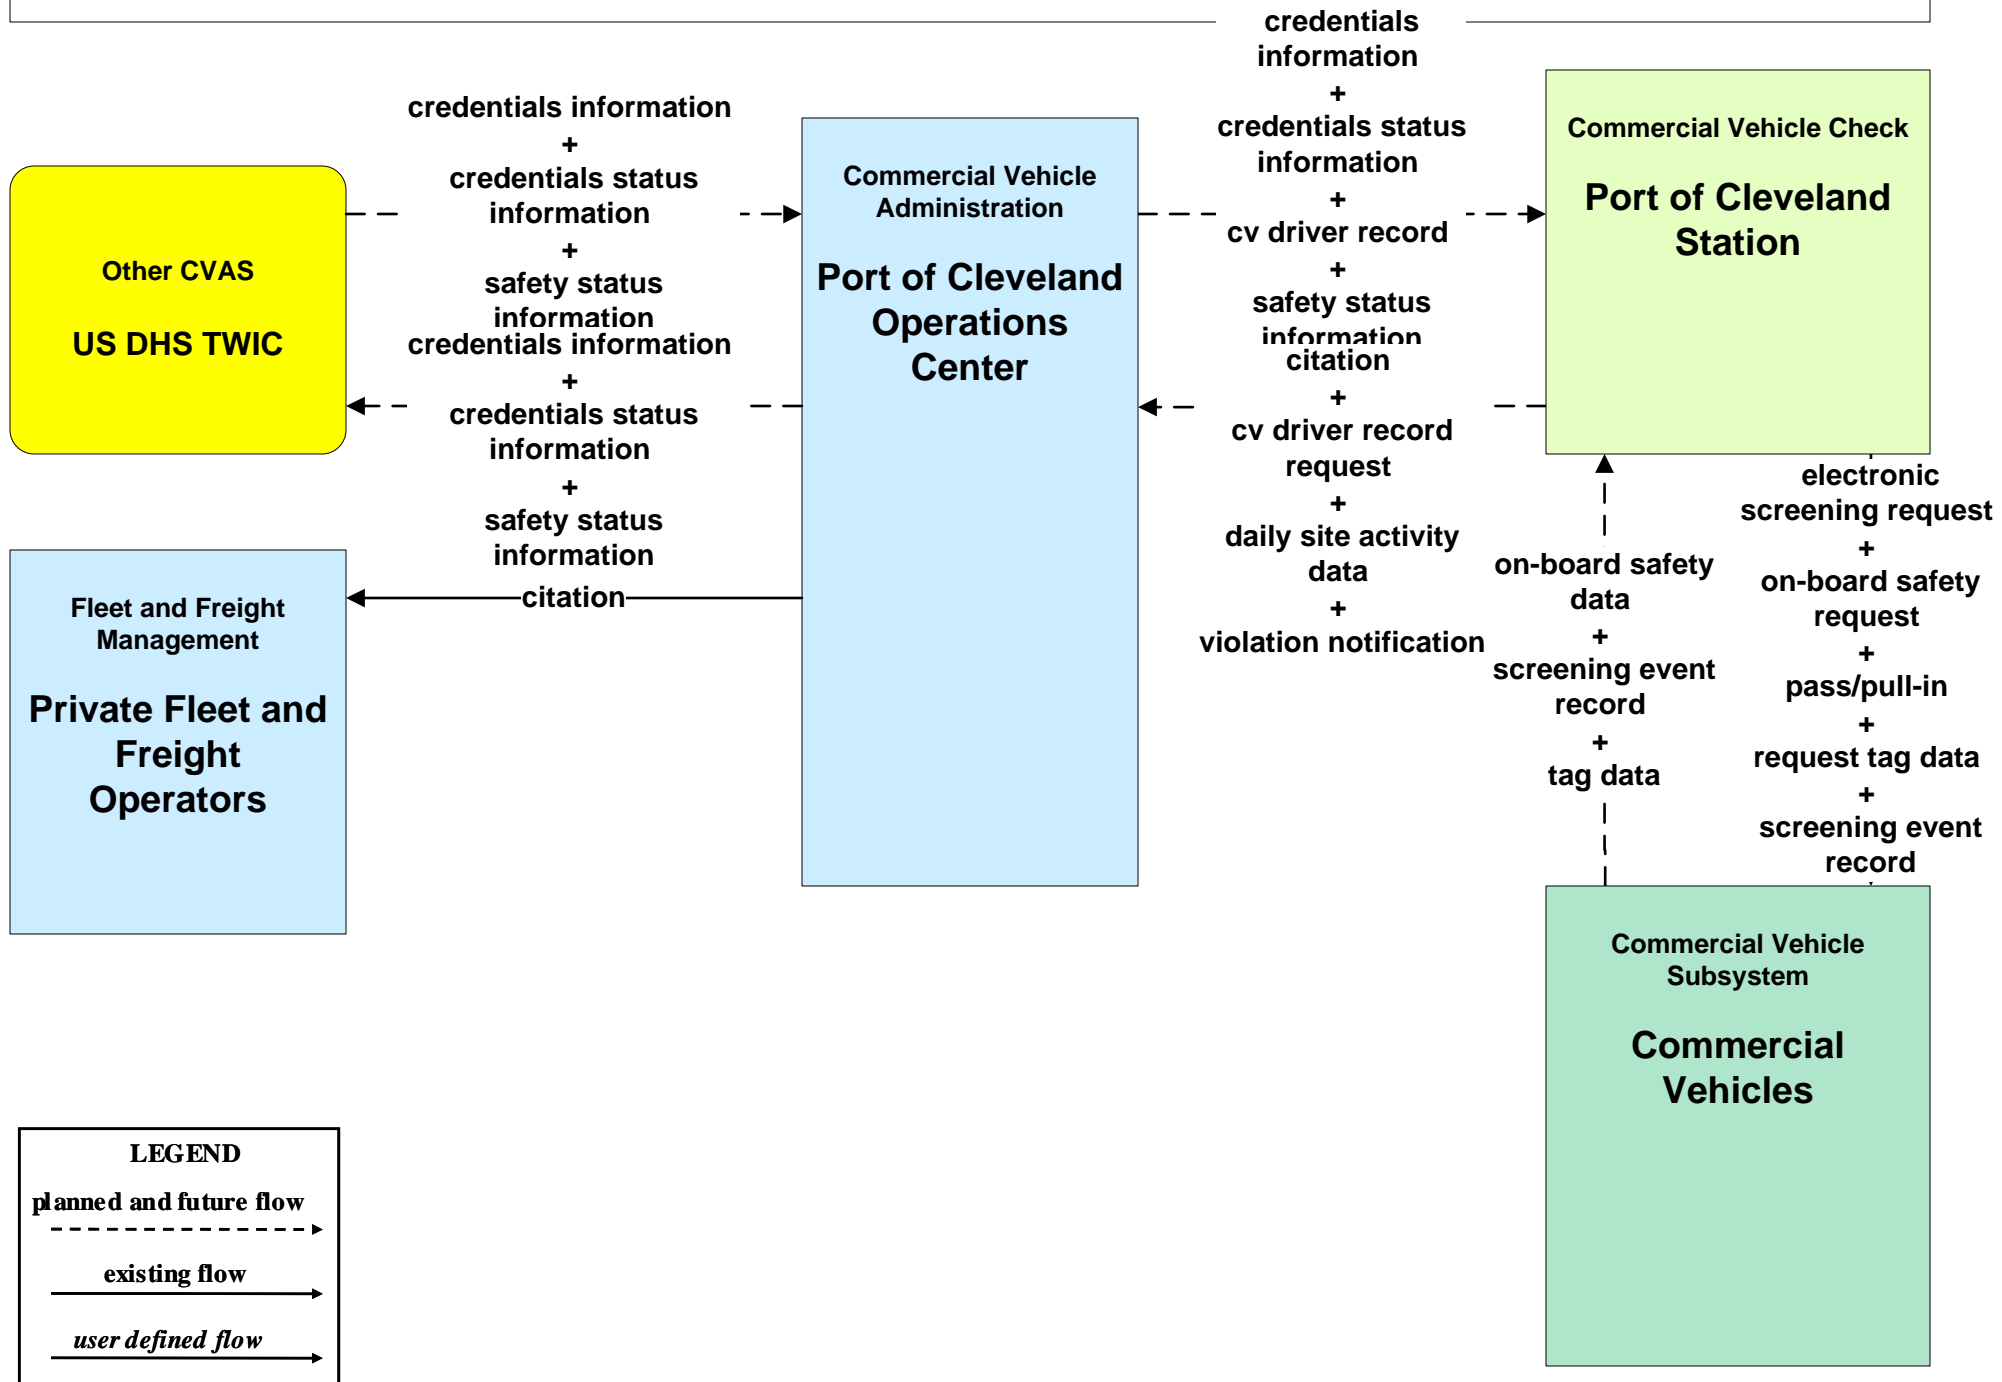 credentials information
+
credentials status
information
+
safety status
information
credentials information
+
credentials status
information
+
safety status
information
citation
Other CVAS
US DHS TWIC
Fleet and Freight
Management
Private Fleet and
Freight
Operators
Commercial Vehicle
Administration
Port of Cleveland
Operations
Center
credentials
information
+
credentials status
information
+
cv driver record
+
safety status
information
citation
+
cv driver record
request
+
daily site activity
data
+
violation notification
Commercial Vehicle Check
Port of Cleveland
Station
on-board safety
data
+
screening event
record
+
tag data
electronic
screening request
+
on-board safety
request
+
pass/pull-in
+
request tag data
+
screening event
record
Commercial Vehicle
Subsystem
Commercial
Vehicles
LEGEND
planned and future flow
existing flow
user defined flow